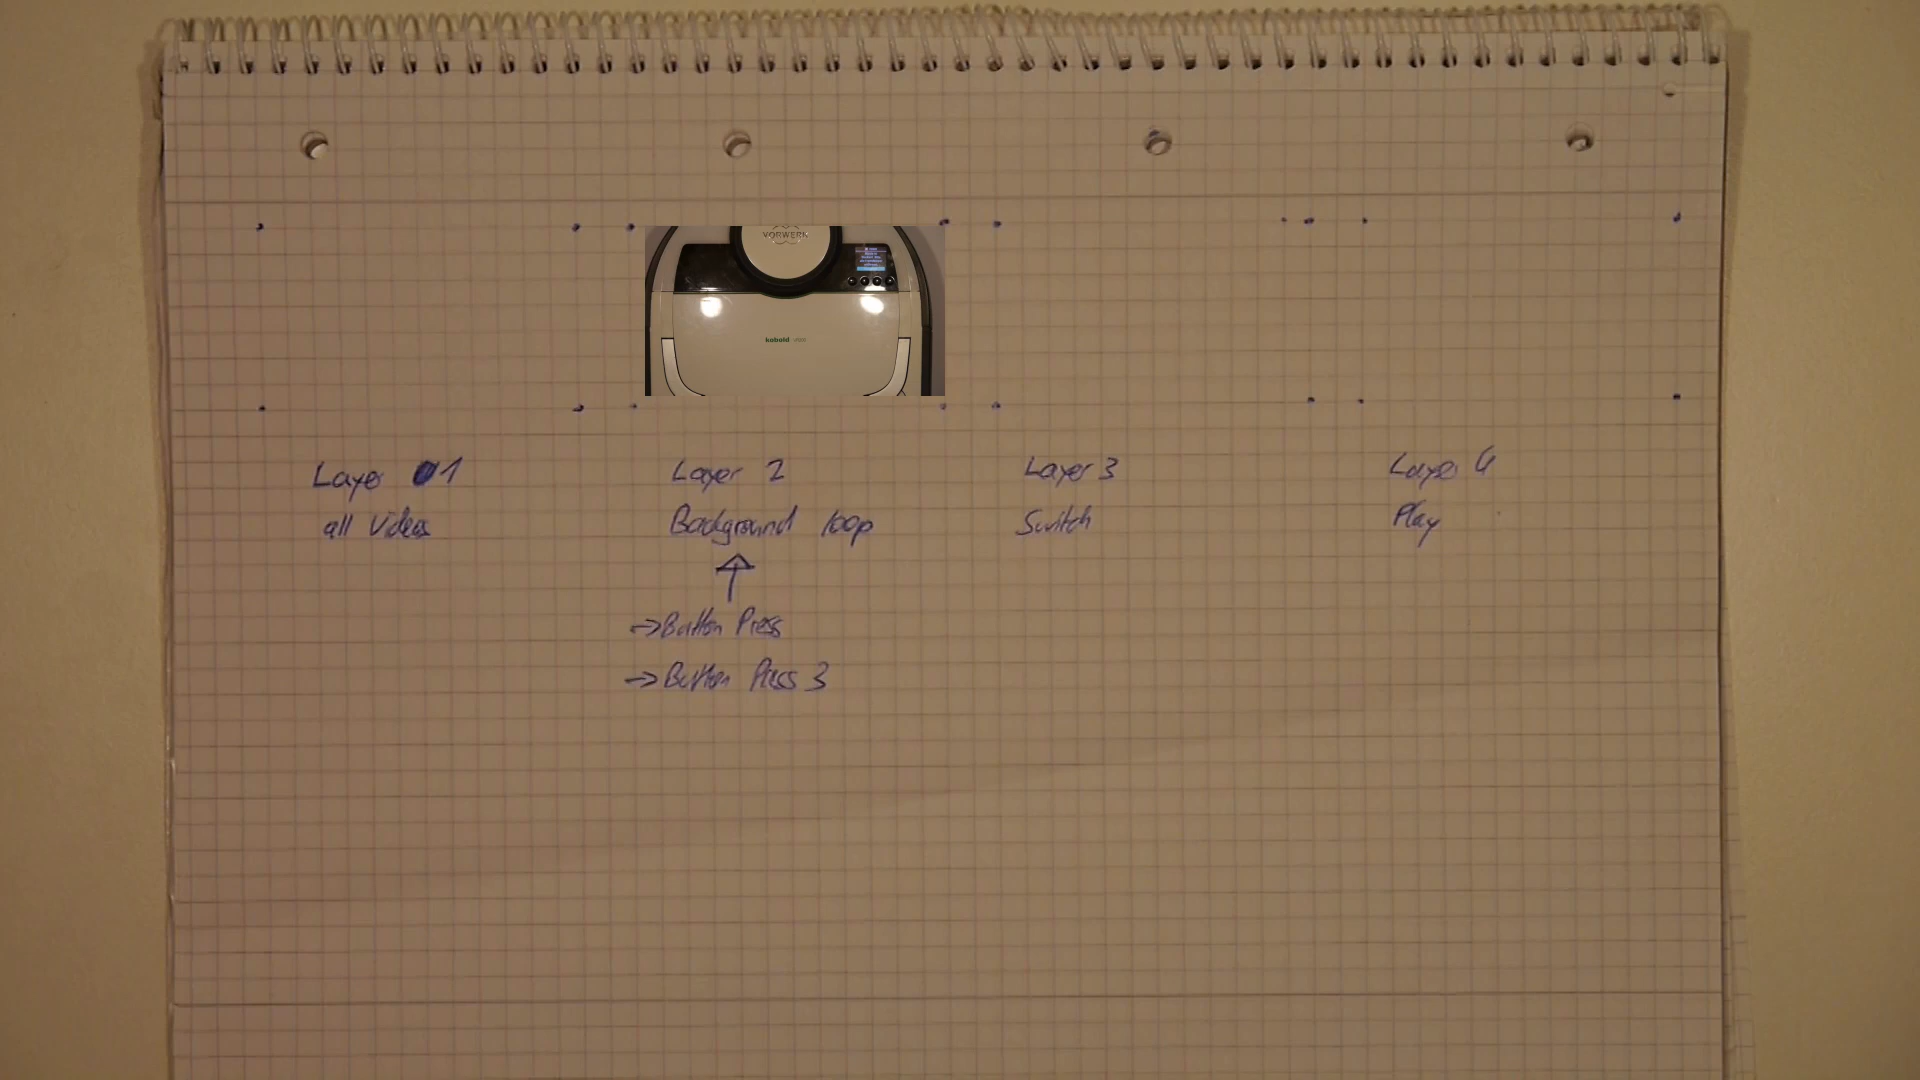 VORWERK
kobold
Layer 1
all Videos
Layer 2
Background loop
→Button Press
→Button Press 3
Layer 3
Switch
Layer 4
Play